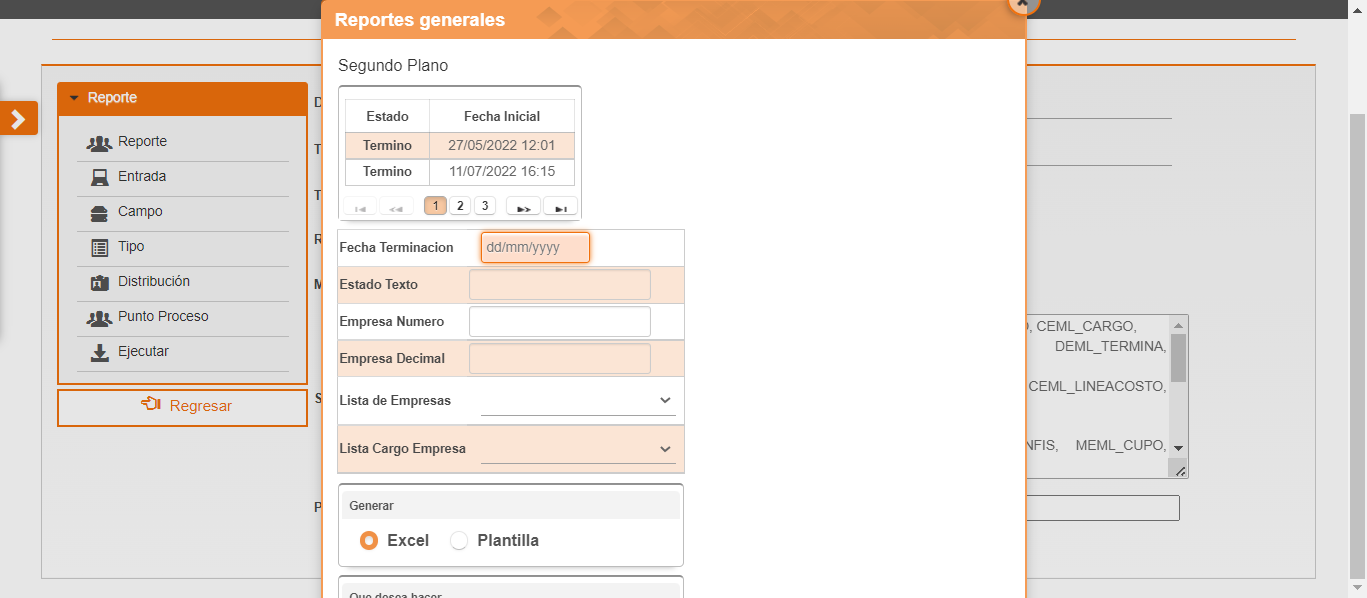 Reportes generales
Segundo Plano
Estado Fecha Inicial
Termino 27/05/2022 12:01
Termino 11/07/2022 16:15
1 2 3
Fecha Terminacion dd/mm/yyyy
Estado Texto
Empresa Numero
Empresa Decimal
Lista de Empresas
Lista Cargo Empresa
Generar
Excel Plantilla
Que desea hacer
Reporte
Reporte
Entrada
Campo
Tipo
Distribución
Punto Proceso
Ejecutar
Regresar
CEML_CARGO,
DEML_TERMINA,
CEML_LINEACOSTO,
MEML_CUPO,